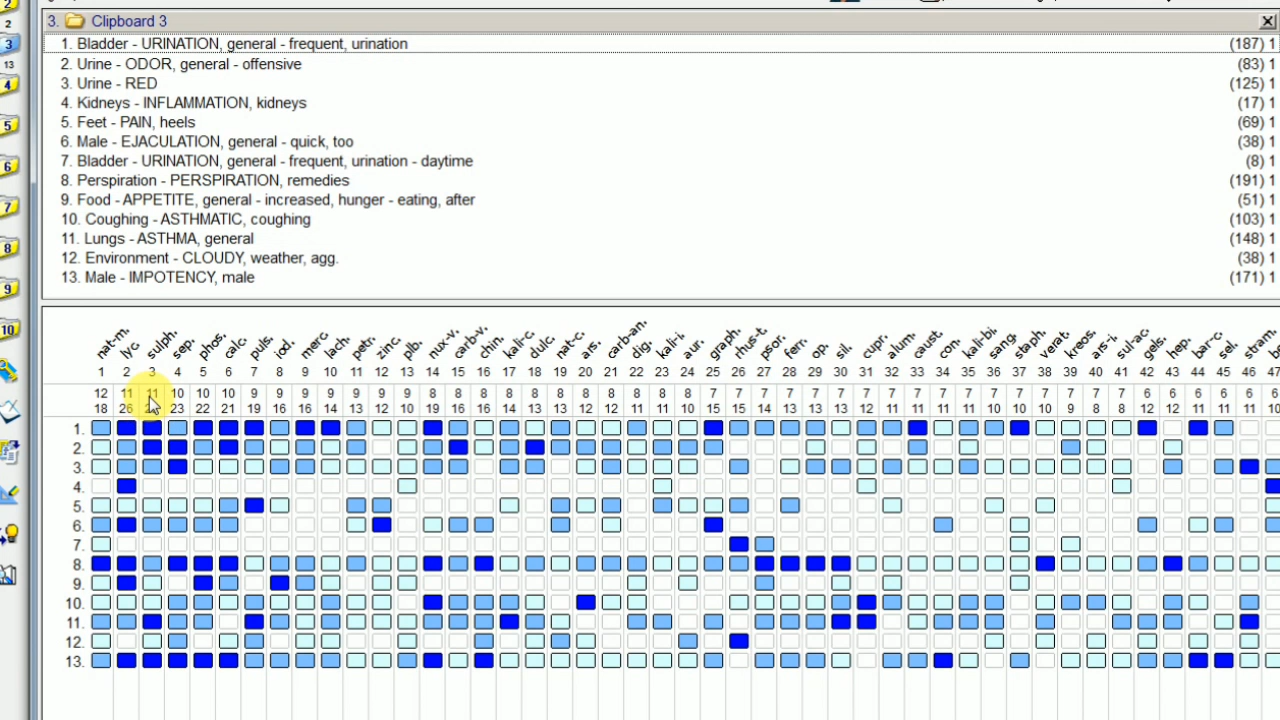 3. Clipboard 3
1. Bladder - URINATION, general - frequent, urination (187) 1
2. Urine - ODOR, general - offensive (83) 1
3. Urine - RED (125) 1
4. Kidneys - INFLAMMATION, kidneys (17) 1
5. Feet - PAIN, heels (69) 1
6. Male - EJACULATION, general - quick, too (38) 1
7. Bladder - URINATION, general - frequent, urination - daytime (8) 1
8. Perspiration - PERSPIRATION, remedies (191) 1
9. Food - APPETITE, general - increased, hunger - eating, after (51) 1
10. Coughing - ASTHMATIC, coughing (103) 1
11. Lungs - ASTHMA, general (148) 1
12. Environment - CLOUDY, weather, agg. (38) 1
13. Male - IMPOTENCY, male (171) 1
nat-m. lyc. sulph. sep. phos. calc. puls. iod. merc. lach. petr. zinc. plb. nux-v. carb-v. chin. kali-c. dulc. nat-c. ars. carb-an. kali-i. aur. graph. rhus-t. psor. ferr. op. sil. cupr. alum. caust. con. kali-bi. sang. staph. verat. kreos. ars-i. sul-ac. gels. hep. bar-c. sel. stram.
1 2 3 4 5 6 7 8 9 10 11 12 13 14 15 16 17 18 19 20 21 22 23 24 25 26 27 28 29 30 31 32 33 34 35 36 37 38 39 40 41 42 43 44 45 46 47
12 11 11 10 10 10 9 9 9 9 9 9 9 8 8 8 8 8 8 8 8 8 8 8 7 7 7 7 7 7 7 7 7 7 7 7 7 7 7 7 7 6 6 6 6 6 6
18 26 23 22 21 19 16 16 14 13 12 10 19 16 16 14 13 13 12 12 11 11 10 15 15 14 13 13 13 12 11 11 11 11 10 10 10 9 8 8 12 12 11 11 11 10
1.
2.
3.
4.
5.
6.
7.
8.
9.
10.
11.
12.
13.
2
2
3
13
4
5
6
7
8
9
10